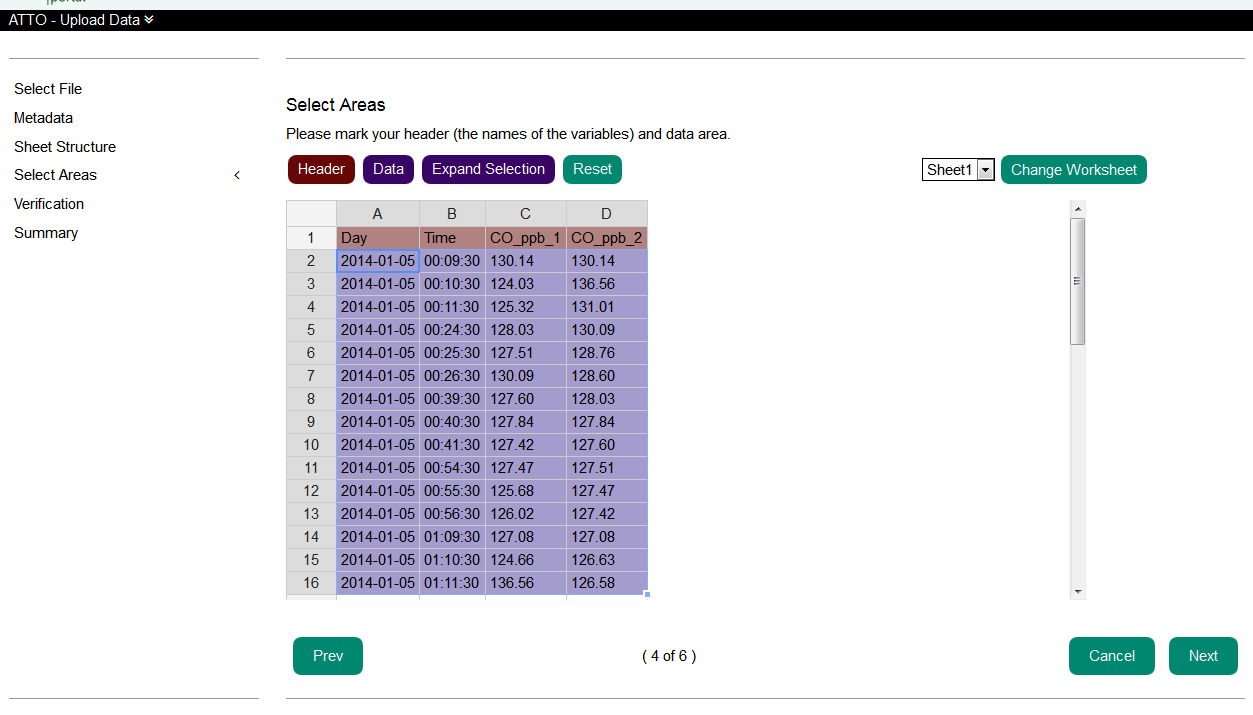 ATTO - Upload Data
Select File
Metadata
Sheet Structure
Select Areas <
Verification
Summary
Select Areas
Please mark your header (the names of the variables) and data area.
Header Data Expand Selection Reset Sheet1 Change Worksheet
A B C D
1 Day Time CO_ppb_1 CO_ppb_2
2 2014-01-05 00:09:30 130.14 130.14
3 2014-01-05 00:10:30 124.03 136.56
4 2014-01-05 00:11:30 125.32 131.01
5 2014-01-05 00:24:30 128.03 130.09
6 2014-01-05 00:25:30 127.51 128.76
7 2014-01-05 00:26:30 130.09 128.60
8 2014-01-05 00:39:30 127.60 128.03
9 2014-01-05 00:40:30 127.84 127.84
10 2014-01-05 00:41:30 127.42 127.60
11 2014-01-05 00:54:30 127.47 127.51
12 2014-01-05 00:55:30 125.68 127.47
13 2014-01-05 00:56:30 126.02 127.42
14 2014-01-05 01:09:30 127.08 127.08
15 2014-01-05 01:10:30 124.66 126.63
16 2014-01-05 01:11:30 136.56 126.58
Prev ( 4 of 6 ) Cancel Next